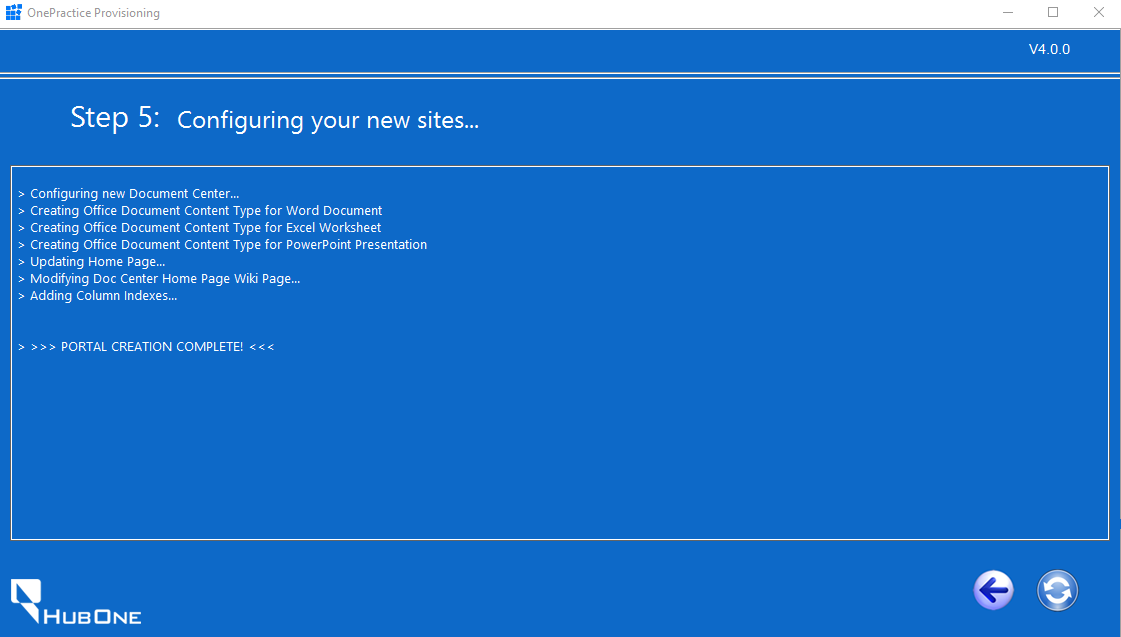 OnePractice Provisioning
V4.0.0
Step 5: Configuring your new sites...
> Configuring new Document Center...
> Creating Office Document Content Type for Word Document
> Creating Office Document Content Type for Excel Worksheet
> Creating Office Document Content Type for PowerPoint Presentation
> Updating Home Page...
> Modifying Doc Center Home Page Wiki Page...
> Adding Column Indexes...
> >>> PORTAL CREATION COMPLETE! <<<
HUBONE